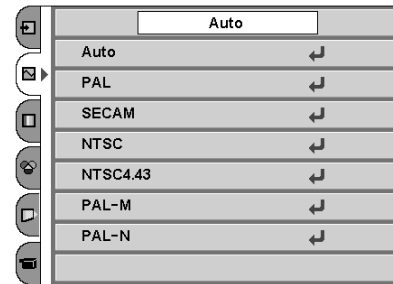 Auto
Auto
PAL
SECAM
NTSC
NTSC4.43
PAL-M
PAL-N